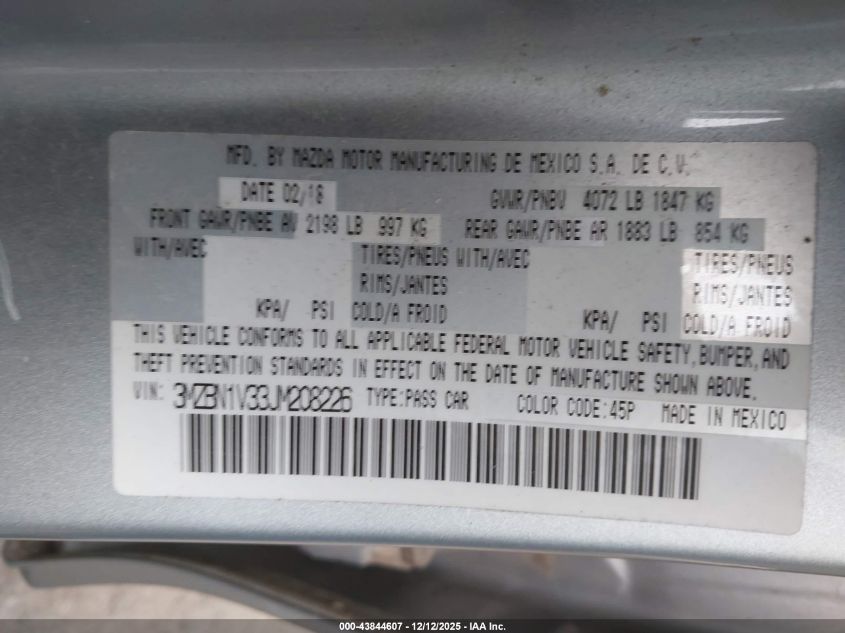 MFD. BY MAZDA MOTOR MANUFACTURING DE MEXICO S.A. DE C.V.
DATE 02/18 GVWR/PNBV 4072 LB 1847 KG
FRONT GAWR/PNBE AV 2198 LB 997 KG REAR GAWR/PNBE AR 1883 LB 854 KG
WITH/AVEC TIRES/PNEUS WITH/AVEC TIRES/PNEUS
RIMS/JANTES RIMS/JANTES
KPA/ PSI COLD/A FROID KPA/ PSI COLD/A FROID
THIS VEHICLE CONFORMS TO ALL APPLICABLE FEDERAL MOTOR VEHICLE SAFETY, BUMPER, AND
THEFT PREVENTION STANDARDS IN EFFECT ON THE DATE OF MANUFACTURE SHOWN ABOVE.
VIN: 3MZBN1V33JM208226 TYPE:PASS CAR COLOR CODE:45P MADE IN MEXICO
000-43844607 - 12/12/2025 - IAA Inc.